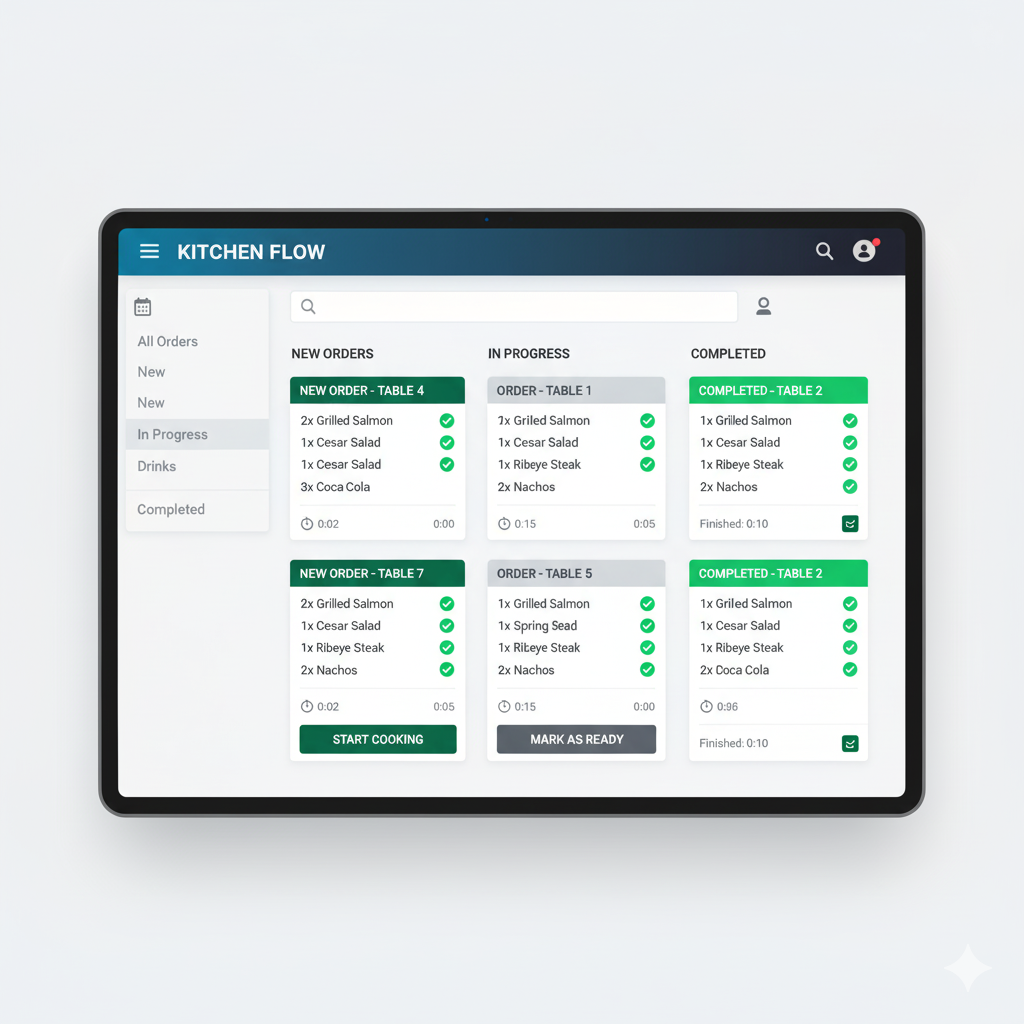 KITCHEN FLOW
All Orders
New
New
In Progress
Drinks
Completed
NEW ORDERS
NEW ORDER - TABLE 4
2x Grilled Salmon
1x Cesar Salad
1x Cesar Salad
3x Coca Cola
0:02 0:00
NEW ORDER - TABLE 7
2x Grilled Salmon
1x Cesar Salad
1x Ribeye Steak
2x Nachos
0:02 0:05
START COOKING
IN PROGRESS
ORDER - TABLE 1
1x Grilled Salmon
1x Cesar Salad
1x Ribeye Steak
2x Nachos
0:15 0:05
ORDER - TABLE 5
1x Grilled Salmon
1x Spring Sead
1x Ribeye Steak
2x Nachos
0:15 0:00
MARK AS READY
COMPLETED
COMPLETED - TABLE 2
1x Grilled Salmon
1x Cesar Salad
1x Ribeye Steak
2x Nachos
Finished: 0:10
COMPLETED - TABLE 2
1x Grilled Salmon
1x Cesar Salad
1x Ribeye Steak
2x Doca Cola
0:96
Finished: 0:10